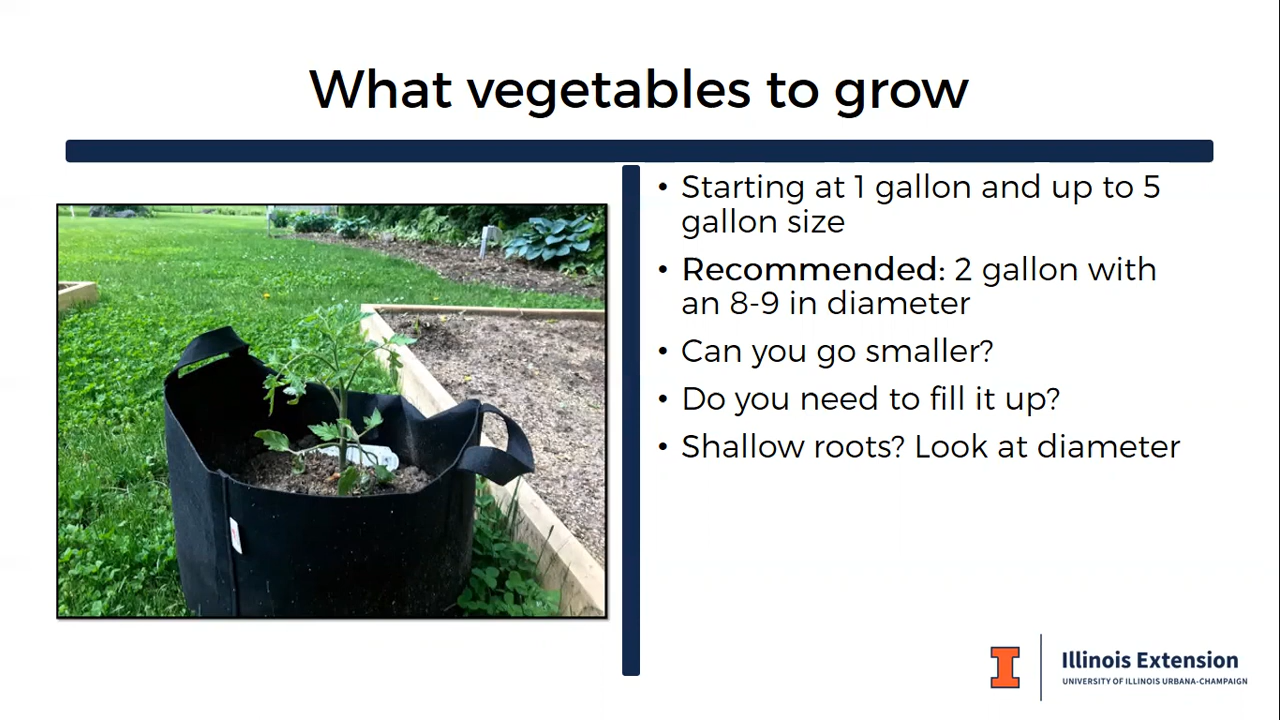 What vegetables to grow
• Starting at 1 gallon and up to 5
gallon size
• Recommended: 2 gallon with
an 8-9 in diameter
• Can you go smaller?
• Do you need to fill it up?
• Shallow roots? Look at diameter
I
Illinois Extension
UNIVERSITY OF ILLINOIS URBANA-CHAMPAIGN